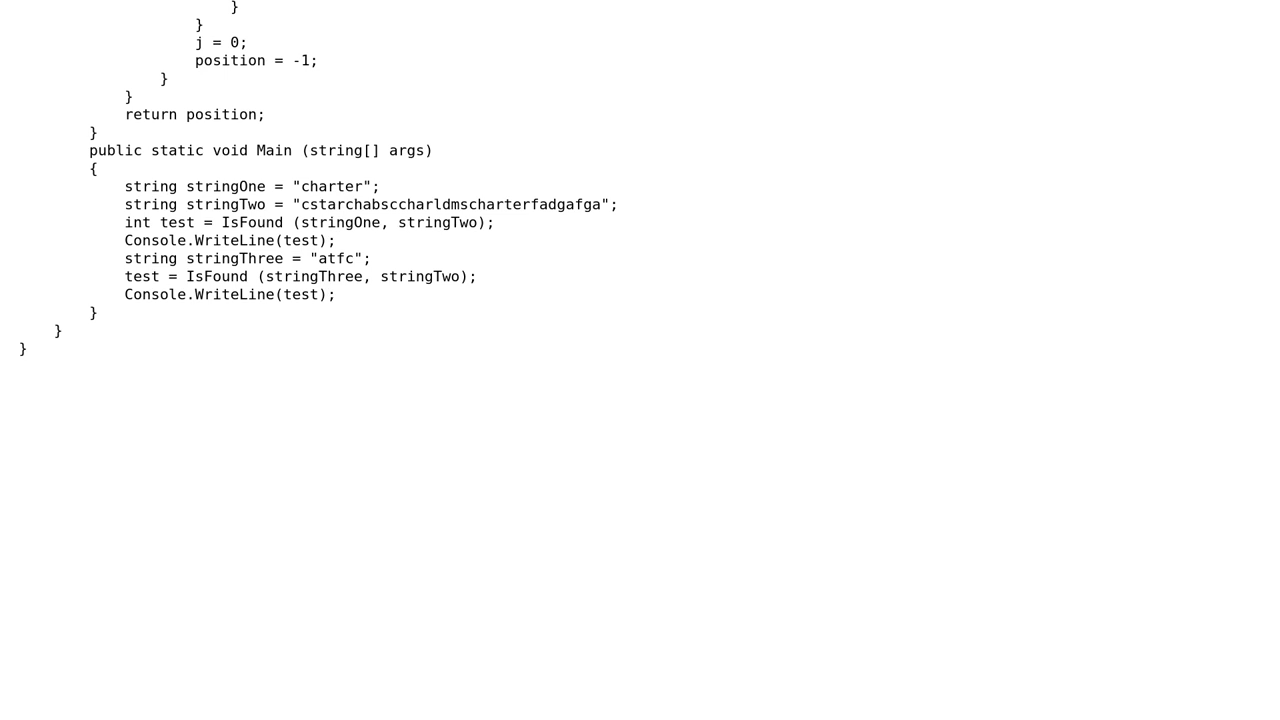 }
}
j = 0;
position = -1;
}
}
return position;
}
public static void Main (string[] args)
{
string stringOne = "charter";
string stringTwo = "cstarchabsccharldmscharterfadgafga";
int test = IsFound (stringOne, stringTwo);
Console.WriteLine(test);
string stringThree = "atfc";
test = IsFound (stringThree, stringTwo);
Console.WriteLine(test);
}
}
}